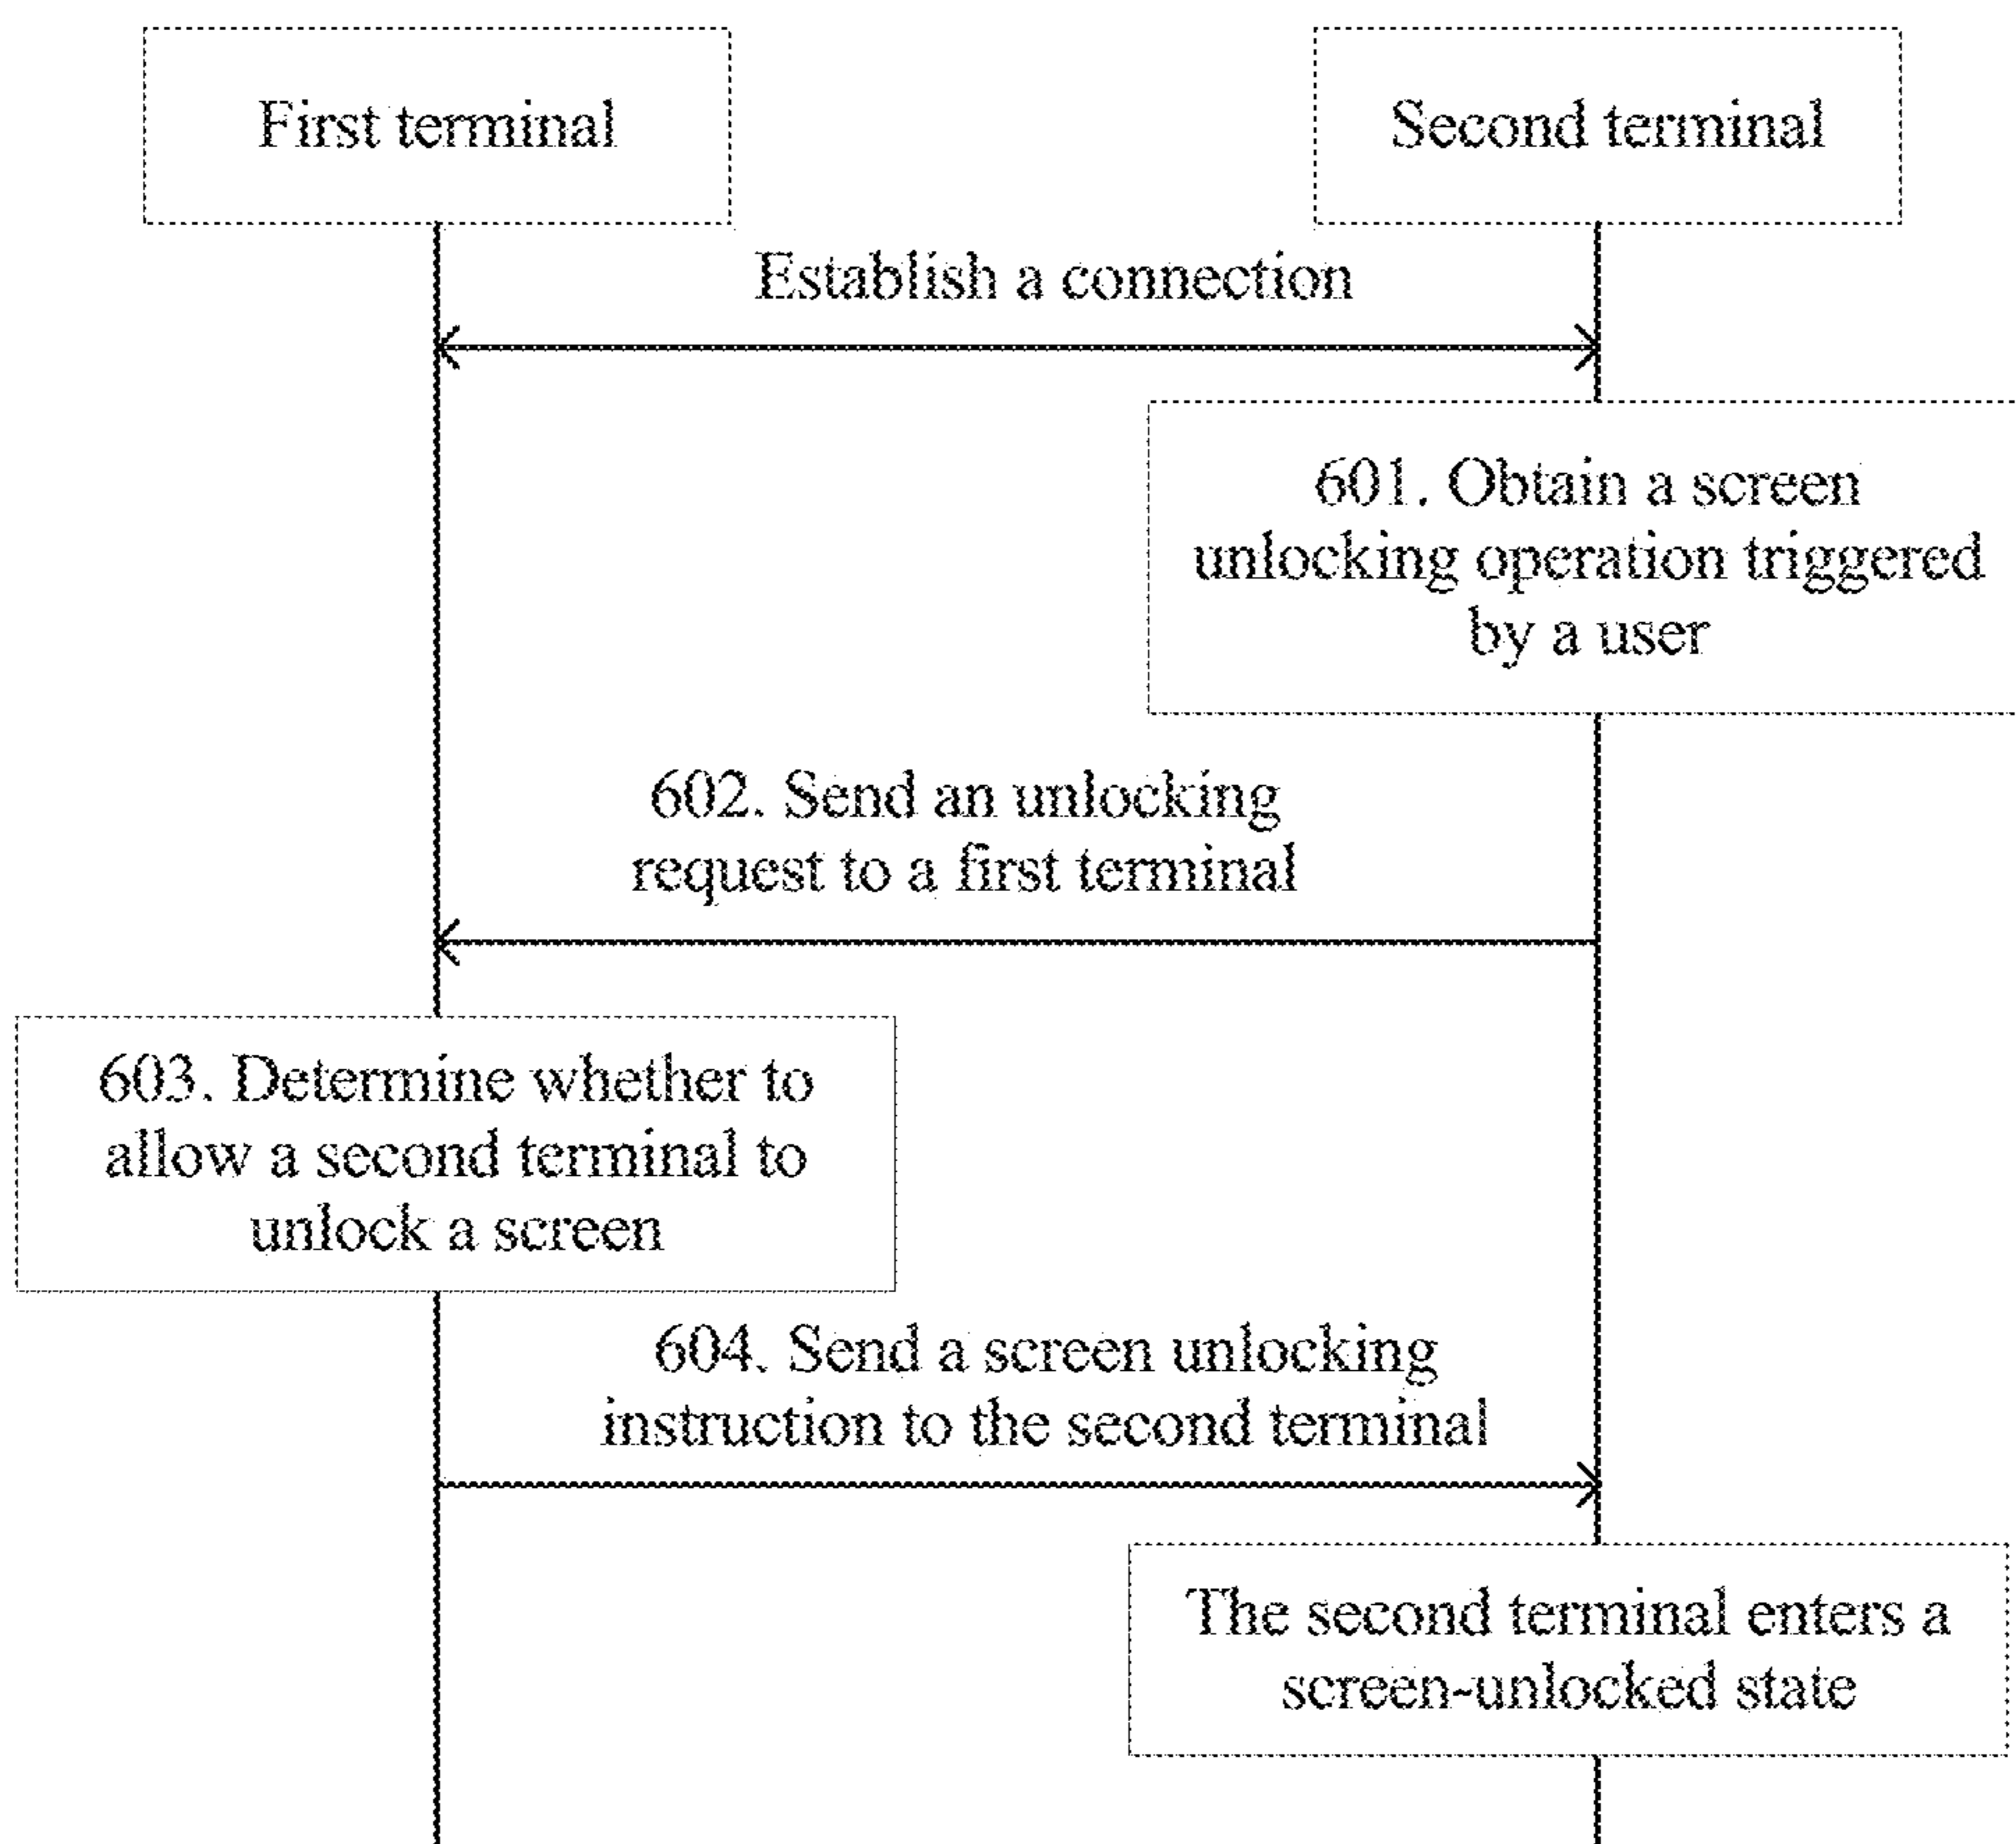 First terminal
Second terminal
Establish a connection
601. Obtain a screen
unlocking operation triggered
by a user
602. Send an unlocking
request to a first terminal
603. Determine whether to
allow a second terminal to
unlock a screen
604. Send a screen unlocking
instruction to the second terminal
The second terminal enters a
screen-unlocked state